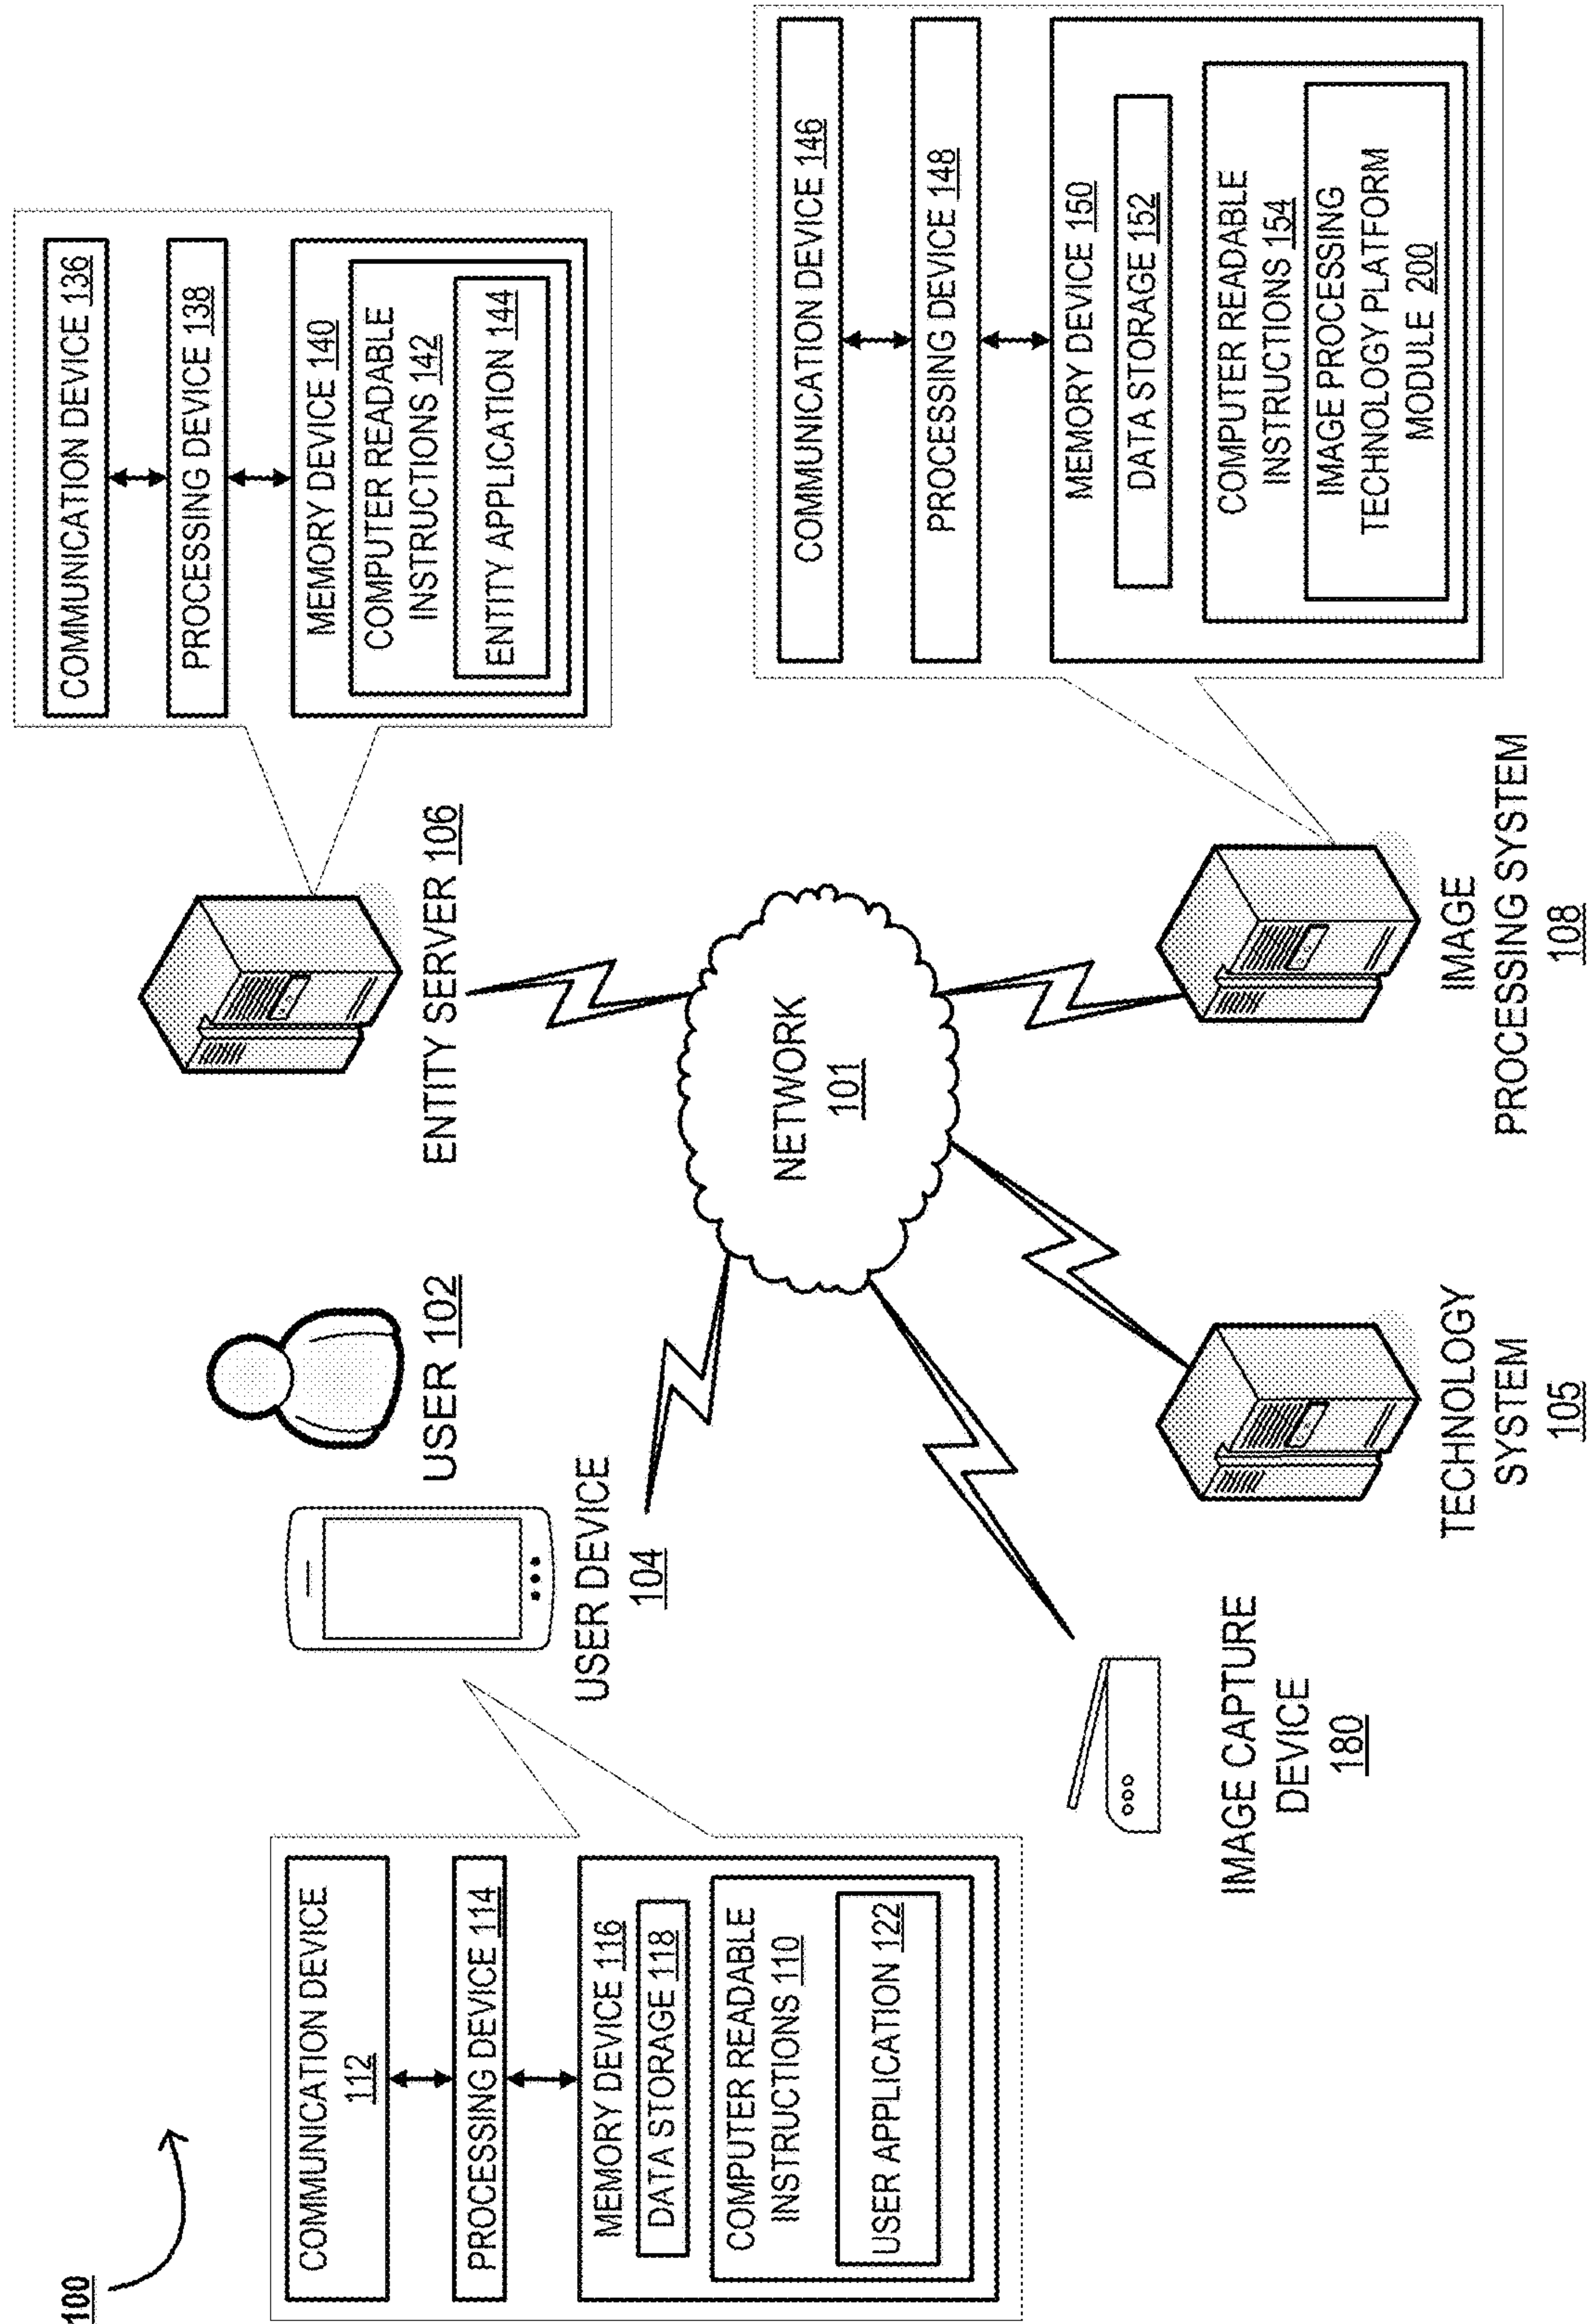 100
COMMUNICATION DEVICE
112
PROCESSING DEVICE 114
MEMORY DEVICE 116
DATA STORAGE 118
COMPUTER READABLE
INSTRUCTIONS 110
USER APPLICATION 122
USER DEVICE
104
USER 102
ENTITY SERVER 106
COMMUNICATION DEVICE 136
PROCESSING DEVICE 138
MEMORY DEVICE 140
COMPUTER READABLE
INSTRUCTIONS 142
ENTITY APPLICATION 144
NETWORK
101
IMAGE CAPTURE
DEVICE
180
TECHNOLOGY
SYSTEM
105
IMAGE
PROCESSING SYSTEM
108
COMMUNICATION DEVICE 146
PROCESSING DEVICE 148
MEMORY DEVICE 150
DATA STORAGE 152
COMPUTER READABLE
INSTRUCTIONS 154
IMAGE PROCESSING
TECHNOLOGY PLATFORM
MODULE 200